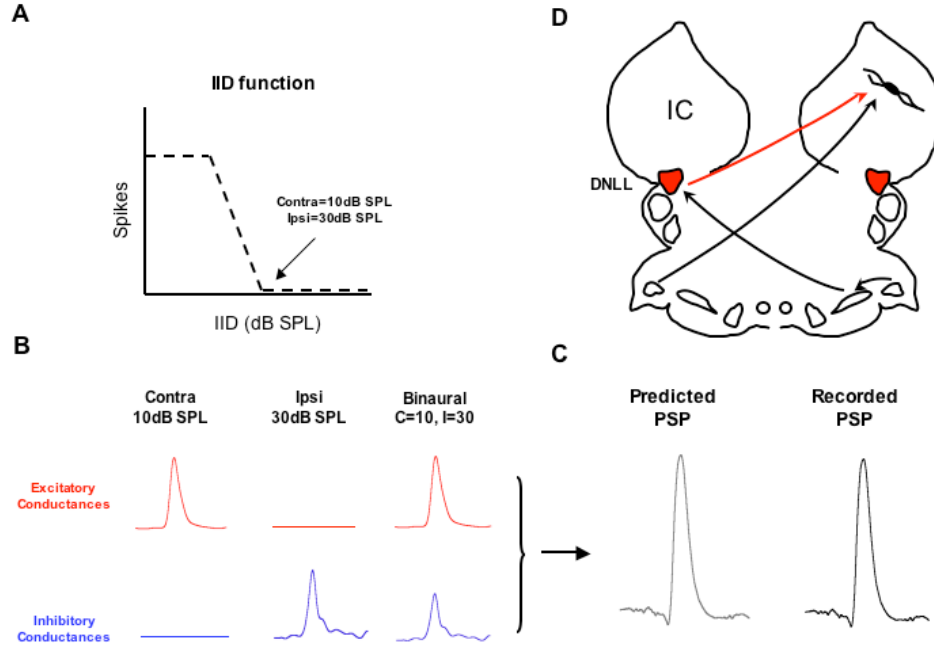 A
IID function
Spikes
Contra=10dB SPL
Ipsi=30dB SPL
IID (dB SPL)
D
IC
DNLL
B
Contra
10dB SPL
Ipsi
30dB SPL
Binaural
C=10, I=30
Excitatory
Conductances
Inhibitory
Conductances
C
Predicted
PSP
Recorded
PSP